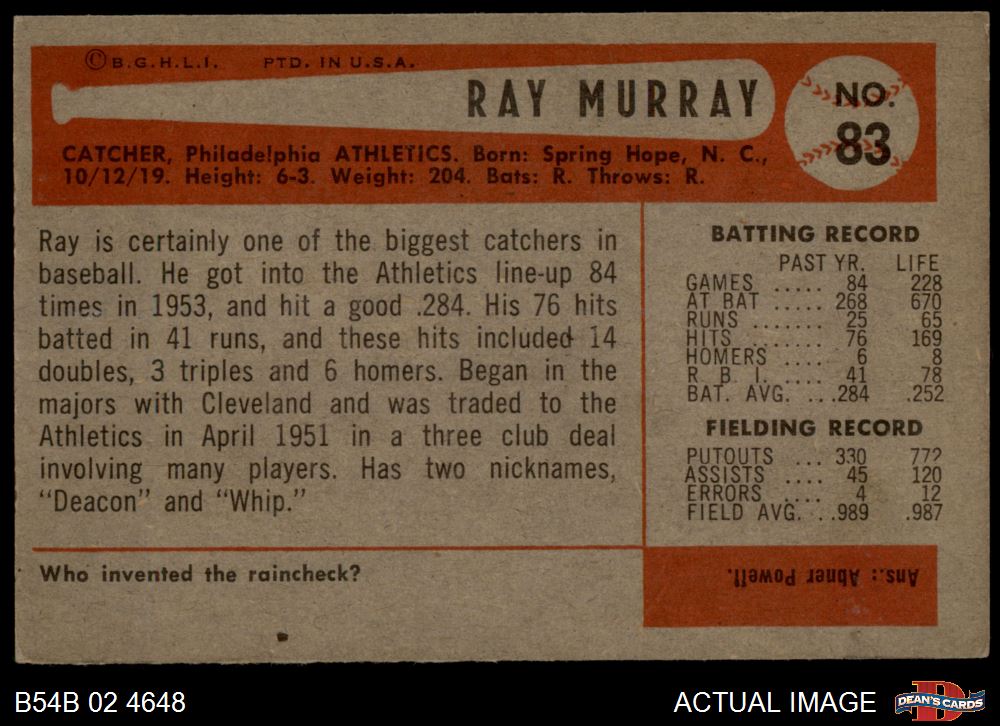 © B.G.H.L.I. PTD. IN U.S.A.
RAY MURRAY
NO.
83
CATCHER, Philadelphia ATHLETICS. Born: Spring Hope, N. C.,
10/12/19. Height: 6-3. Weight: 204. Bats: R. Throws: R.
Ray is certainly one of the biggest catchers in
baseball. He got into the Athletics line-up 84
times in 1953, and hit a good .284. His 76 hits
batted in 41 runs, and these hits included 14
doubles, 3 triples and 6 homers. Began in the
majors with Cleveland and was traded to the
Athletics in April 1951 in a three club deal
involving many players. Has two nicknames,
"Deacon" and "Whip."
BATTING RECORD
PAST YR. LIFE
GAMES ..... 84 228
AT BAT ..... 268 670
RUNS ....... 25 65
HITS ....... 76 169
HOMERS .... 6 8
R. B. I. .... 41 78
BAT. AVG. ...284 .252
FIELDING RECORD
PUTOUTS ... 330 772
ASSISTS .... 45 120
ERRORS .... 4 12
FIELD AVG. ..989 .987
Who invented the raincheck?
Ans.: Abner Powell.
B54B 02 4648
ACTUAL IMAGE
D
DEAN'S CARDS